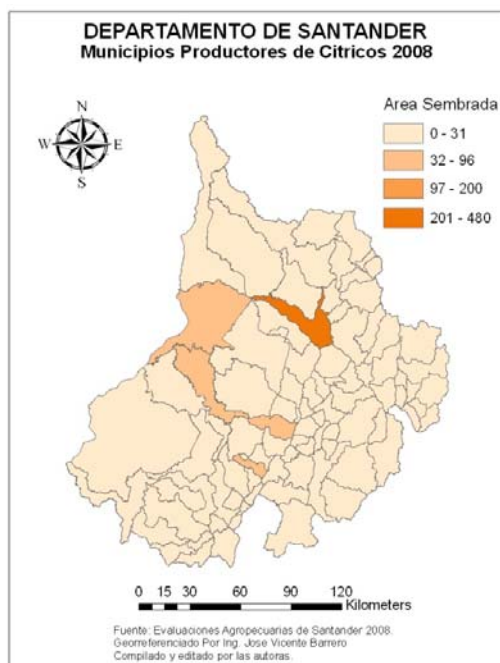 DEPARTAMENTO DE SANTANDER
Municipios Productores de Citricos 2008
N
W E
S
Area Sembrada
0 - 31
32 - 96
97 - 200
201 - 480
0 15 30 60 90 120
Kilometers
Fuente: Evaluaciones Agropecuarias de Santander 2008.
Georreferenciado Por Ing. Jose Vicente Barrero
Compilado y editado por las autoras.